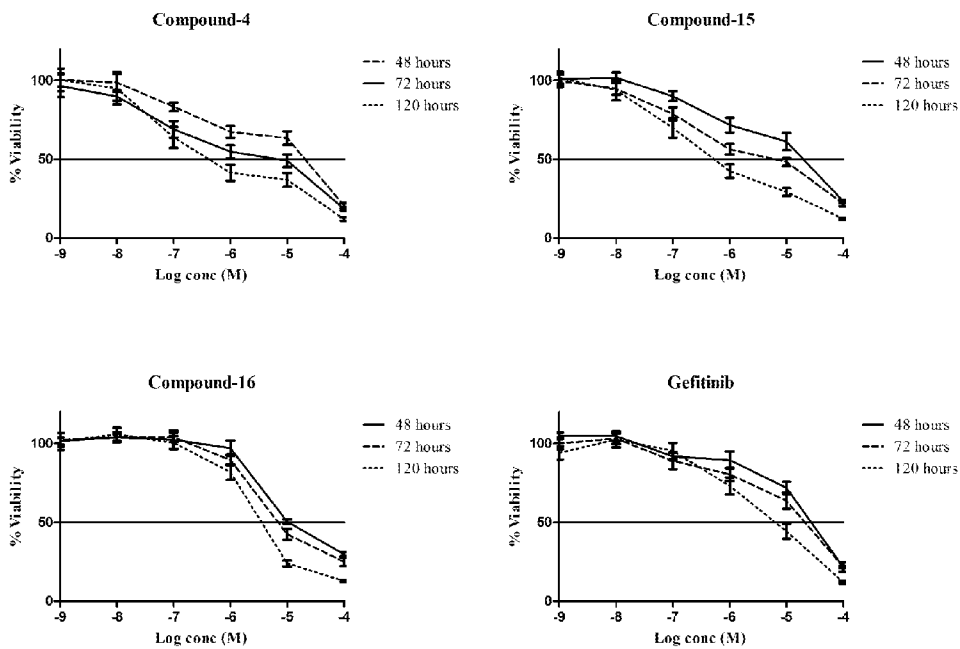 Compound-4
% Viability
100
50
0
-9 -8 -7 -6 -5 -4
Log conc (M)
48 hours
72 hours
120 hours
Compound-15
% Viability
100
50
0
-9 -8 -7 -6 -5 -4
Log conc (M)
48 hours
72 hours
120 hours
Compound-16
% Viability
100
50
0
-9 -8 -7 -6 -5 -4
Log conc (M)
48 hours
72 hours
120 hours
Gefitinib
% Viability
100
50
0
-9 -8 -7 -6 -5 -4
Log conc (M)
48 hours
72 hours
120 hours